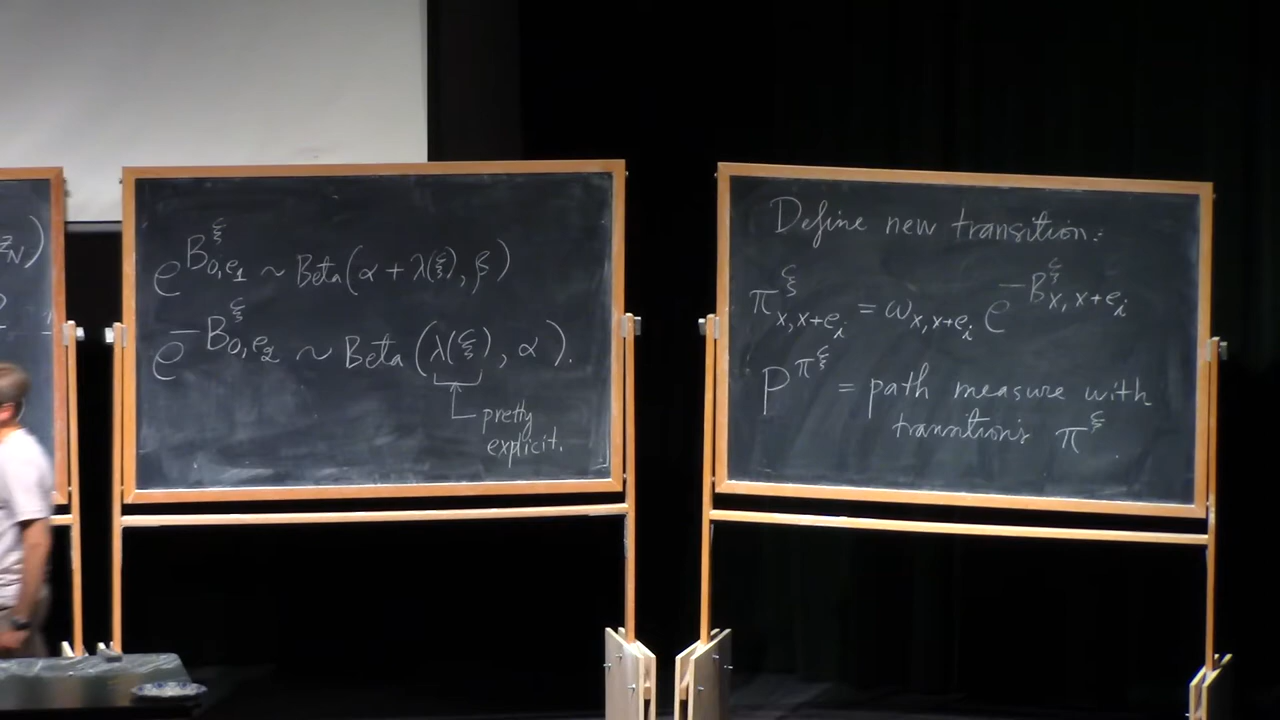 z_N)
e^{B^ξ_{0,e_1}} ~ Beta(α + λ(ξ), β)
e^{-B^ξ_{0,e_2}} ~ Beta(λ(ξ), α).
pretty
explicit.
Define new transition:
π^ξ_{x,x+e_i} = ω_{x,x+e_i} e^{-B^ξ_{x,x+e_i}}
P^{π^ξ} = path measure with
transitions π^ξ.